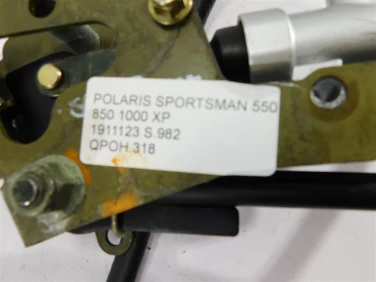 POLARIS SPORTSMAN 550
850 1000 XP
1911123 S.982
QPOH.318